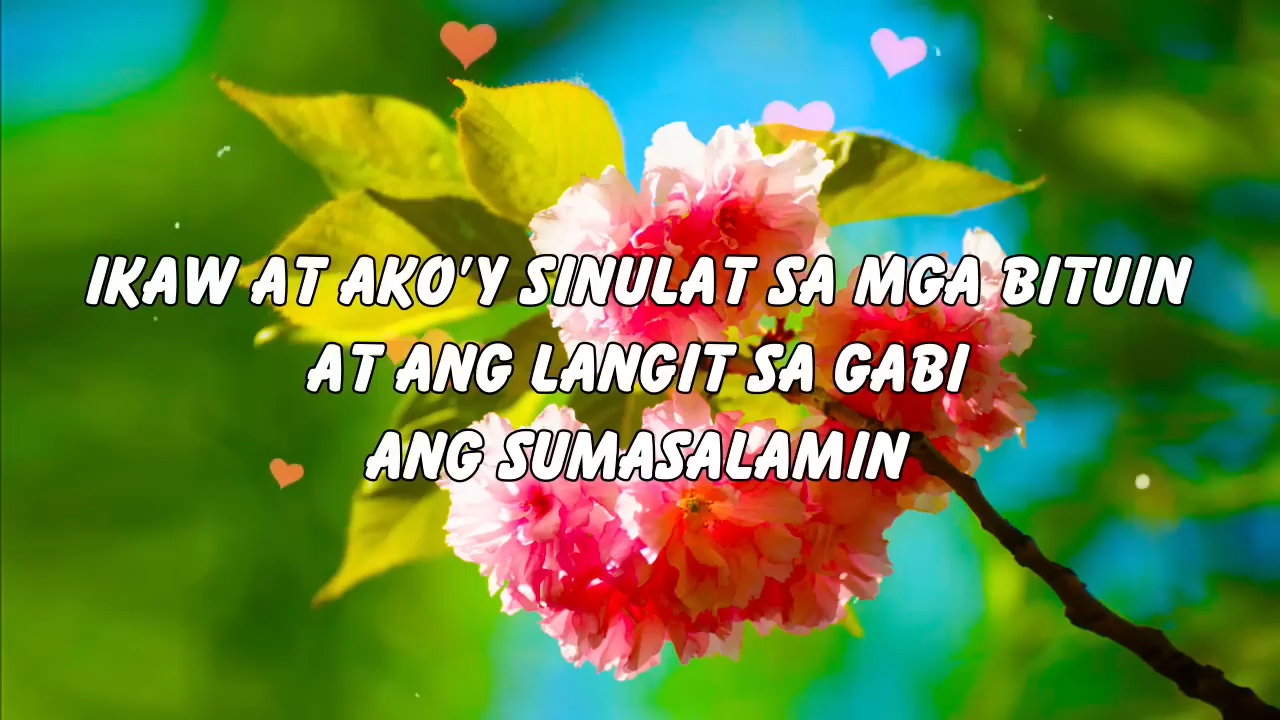 IKAW AT AKO'Y SINULAT SA MGA BITUIN
AT ANG LANGIT SA GABI
ANG SUMASALAMIN